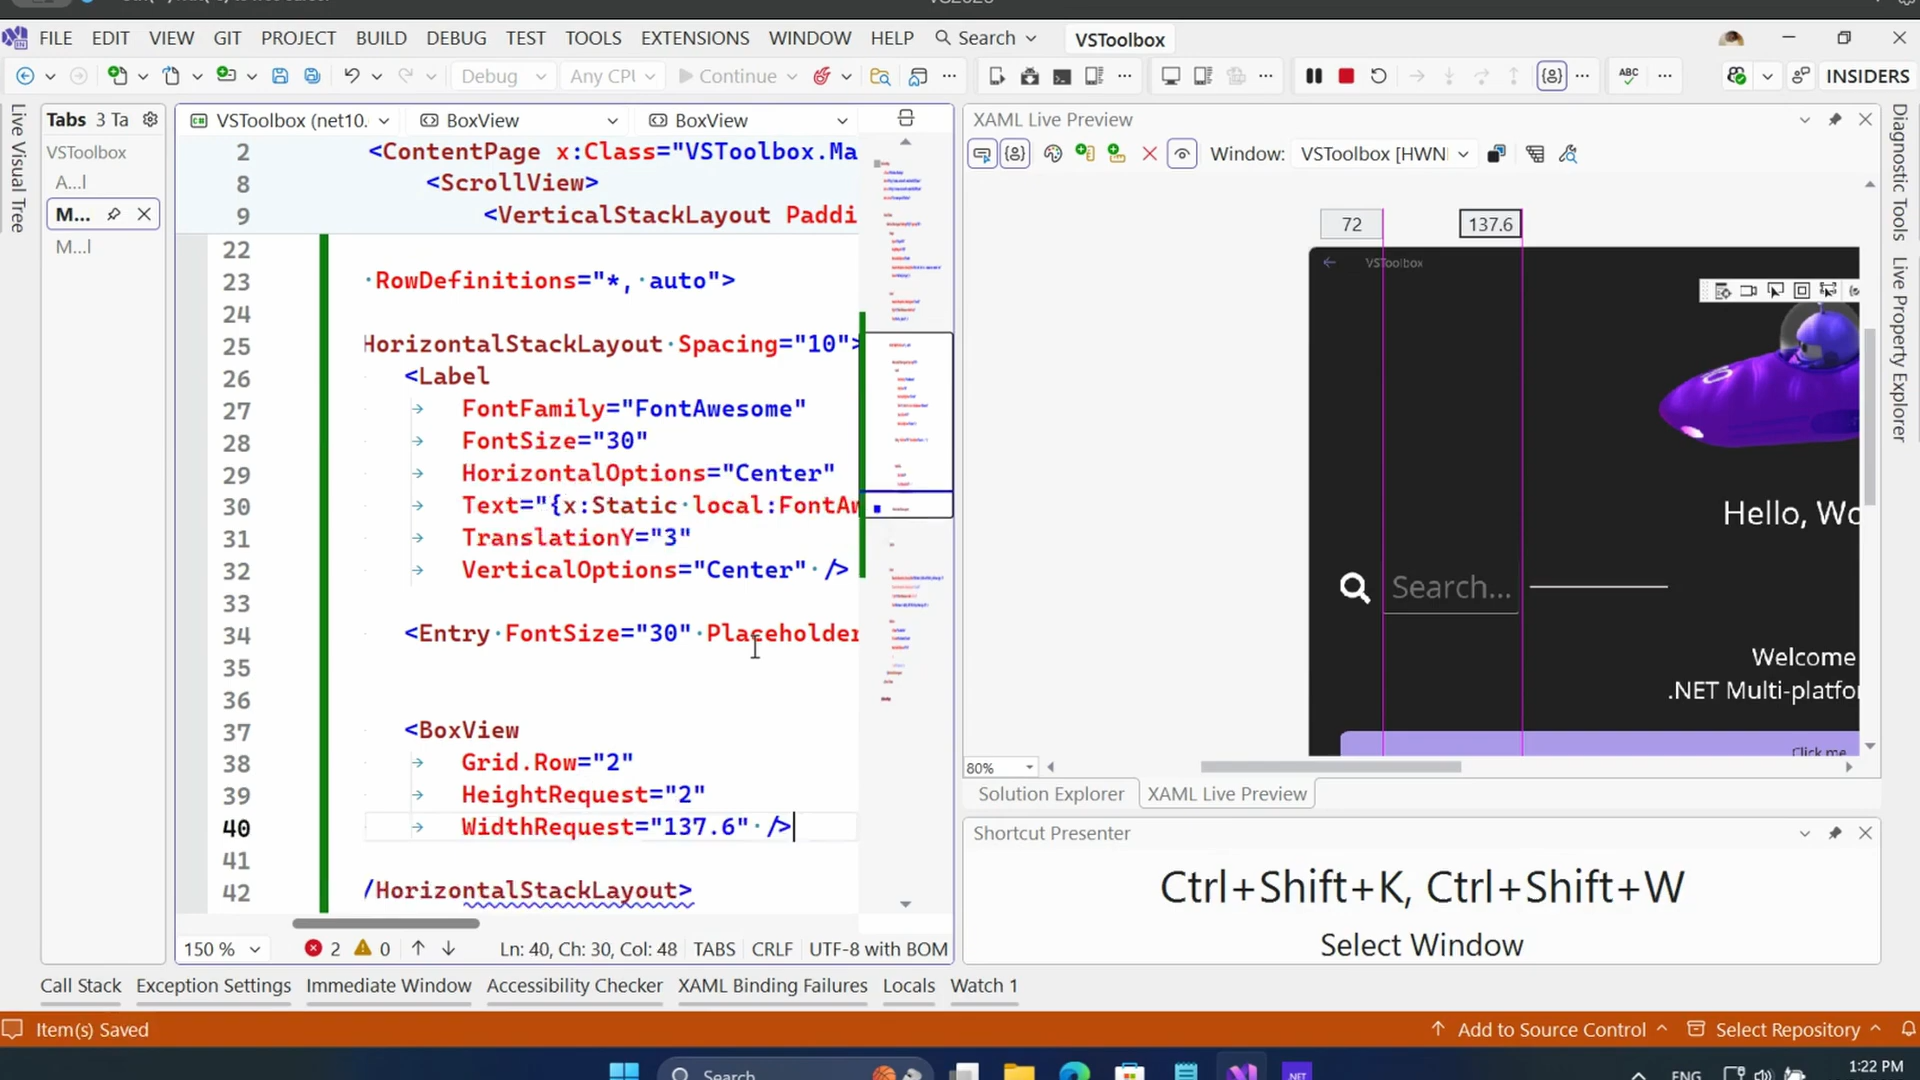 FILE EDIT VIEW GIT PROJECT BUILD DEBUG TEST TOOLS EXTENSIONS WINDOW HELP Search VSToolbox
Debug Any CPU Continue ABC INSIDERS
Live Visual Tree
Tabs 3 Ta
VSToolbox
A...l
M...
M...l
VSToolbox (net10. BoxView BoxView
2 <ContentPage x:Class="VSToolbox.Ma
8 <ScrollView>
9 <VerticalStackLayout Paddi
22
23 RowDefinitions="*, auto">
24
25 HorizontalStackLayout Spacing="10">
26 <Label
27 FontFamily="FontAwesome"
28 FontSize="30"
29 HorizontalOptions="Center"
30 Text="{x:Static local:FontAw
31 TranslationY="3"
32 VerticalOptions="Center" />
33
34 <Entry FontSize="30" Placeholder
35
36
37 <BoxView
38 Grid.Row="2"
39 HeightRequest="2"
40 WidthRequest="137.6" />
41
42 /HorizontalStackLayout>
150 % 2 0 Ln: 40, Ch: 30, Col: 48 TABS CRLF UTF-8 with BOM
XAML Live Preview
Window: VSToolbox [HWN
72 137.6
VSToolbox
Hello, Wo
Search...
Welcome
.NET Multi-platfo
Click me
80%
Solution Explorer XAML Live Preview
Shortcut Presenter
Ctrl+Shift+K, Ctrl+Shift+W
Select Window
Diagnostic Tools
Live Property Explorer
Call Stack Exception Settings Immediate Window Accessibility Checker XAML Binding Failures Locals Watch 1
Item(s) Saved Add to Source Control Select Repository
Search .NET ENG 1:22 PM